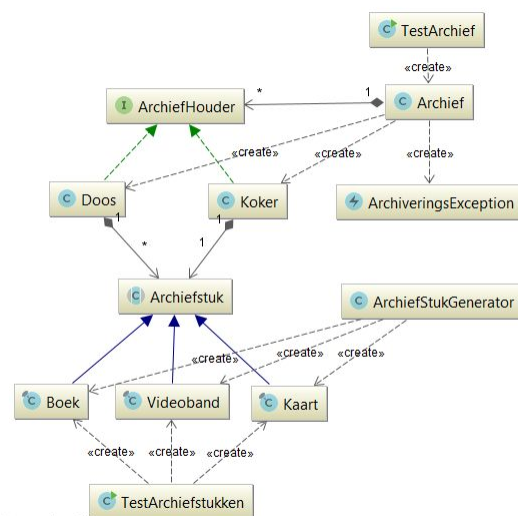 TestArchief
«create»
* 1
I ArchiefHouder
C Archief
«create»
«create»
«create»
C Doos
C Koker
ArchiveringsException
1
1
*
1
C Archiefstuk
C ArchiefStukGenerator
«create»
«create»
«create»
C Boek
C Videoband
C Kaart
«create»
«create»
«create»
C TestArchiefstukken